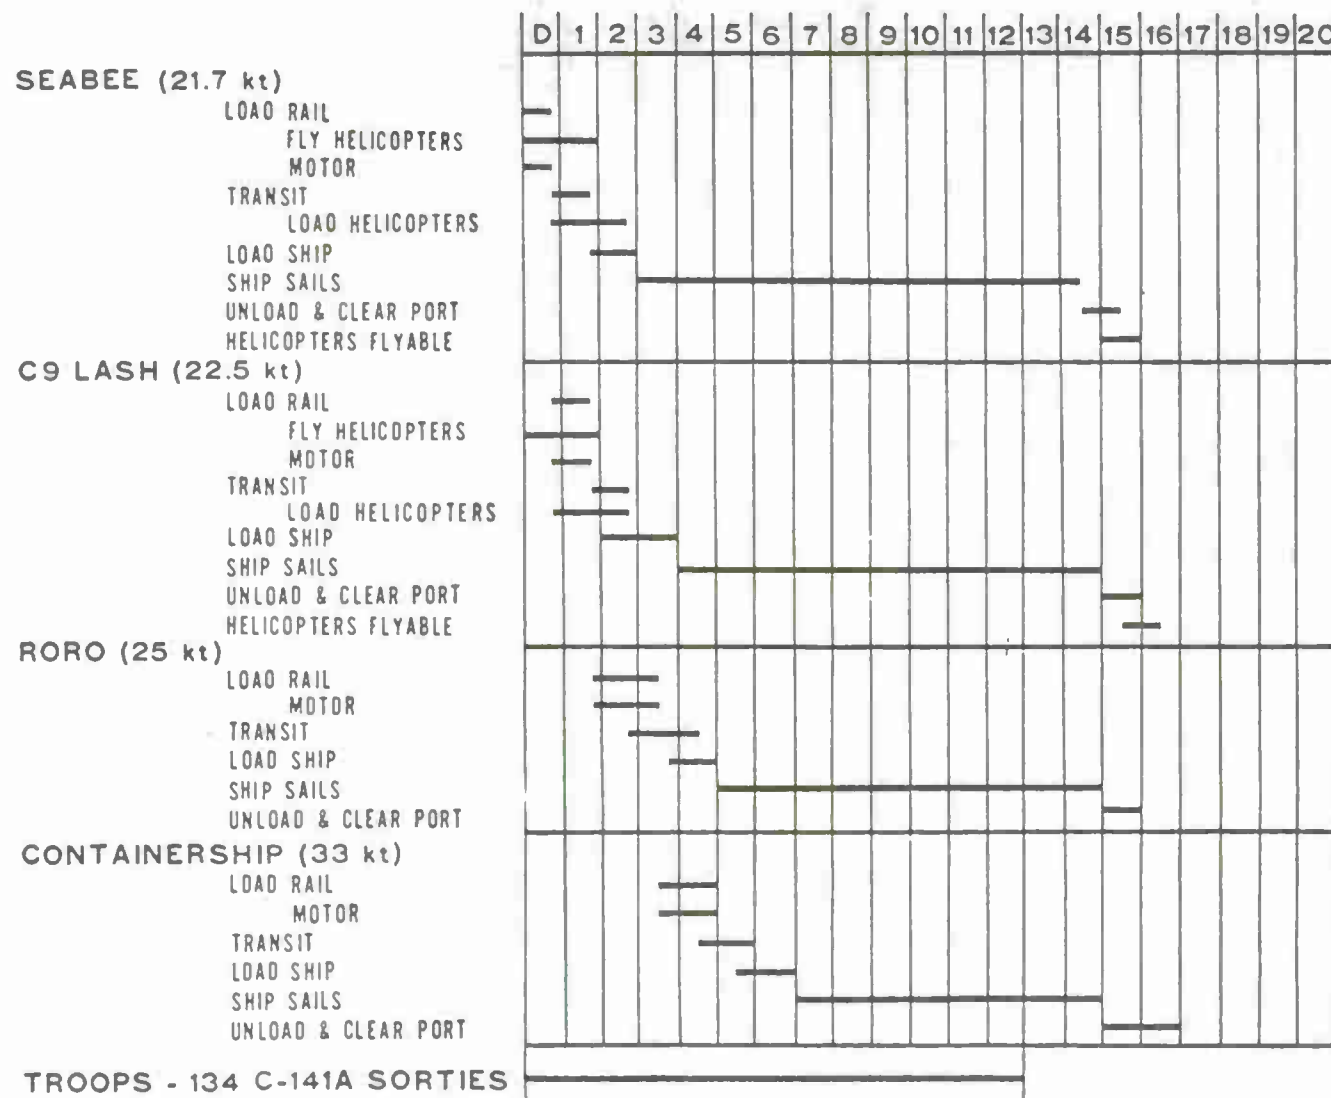 D 1 2 3 4 5 6 7 8 9 10 11 12 13 14 15 16 17 18 19 20
SEABEE (21.7 kt)
LOAD RAIL
FLY HELICOPTERS
MOTOR
TRANSIT
LOAD HELICOPTERS
LOAD SHIP
SHIP SAILS
UNLOAD & CLEAR PORT
HELICOPTERS FLYABLE
C9 LASH (22.5 kt)
LOAD RAIL
FLY HELICOPTERS
MOTOR
TRANSIT
LOAD HELICOPTERS
LOAD SHIP
SHIP SAILS
UNLOAD & CLEAR PORT
HELICOPTERS FLYABLE
RORO (25 kt)
LOAD RAIL
MOTOR
TRANSIT
LOAD SHIP
SHIP SAILS
UNLOAD & CLEAR PORT
CONTAINERSHIP (33 kt)
LOAD RAIL
MOTOR
TRANSIT
LOAD SHIP
SHIP SAILS
UNLOAD & CLEAR PORT
TROOPS - 134 C-141A SORTIES